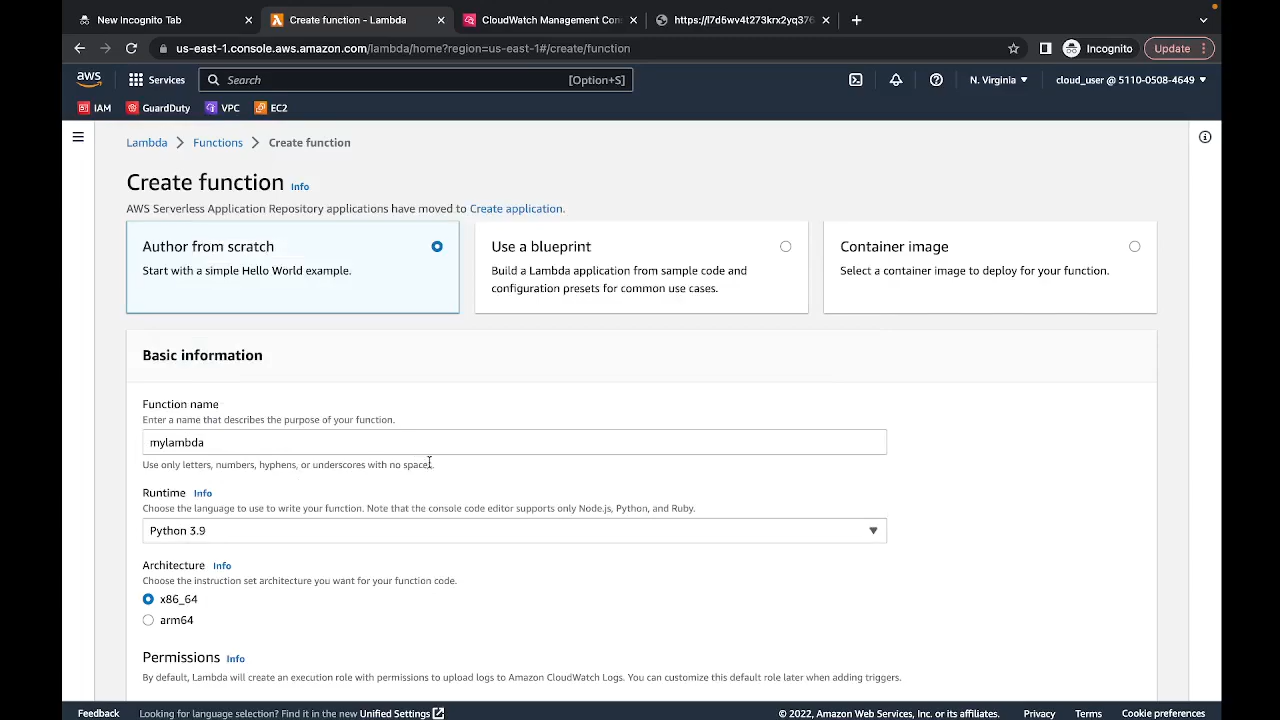 New Incognito Tab
Create function - Lambda
CloudWatch Management Cons
https://l7d5wv4t273krx2yq376
Update
us-east-1.console.aws.amazon.com/lambda/home?region=us-east-1#/create/function
Incognito
aws
Services
Search
[Option+S]
N. Virginia
cloud_user @ 5110-0508-4649
IAM
GuardDuty
VPC
EC2
Lambda
Functions
Create function
Create function Info
AWS Serverless Application Repository applications have moved to Create application.
Author from scratch
Start with a simple Hello World example.
Use a blueprint
Build a Lambda application from sample code and
configuration presets for common use cases.
Container image
Select a container image to deploy for your function.
Basic information
Function name
Enter a name that describes the purpose of your function.
mylambda
Use only letters, numbers, hyphens, or underscores with no spaces.
Runtime Info
Choose the language to use to write your function. Note that the console code editor supports only Node.js, Python, and Ruby.
Python 3.9
Architecture Info
Choose the instruction set architecture you want for your function code.
x86_64
arm64
Permissions Info
By default, Lambda will create an execution role with permissions to upload logs to Amazon CloudWatch Logs. You can customize this default role later when adding triggers.
Feedback
Looking for language selection? Find it in the new Unified Settings
© 2022, Amazon Web Services, Inc. or its affiliates.
Privacy
Terms
Cookie preferences